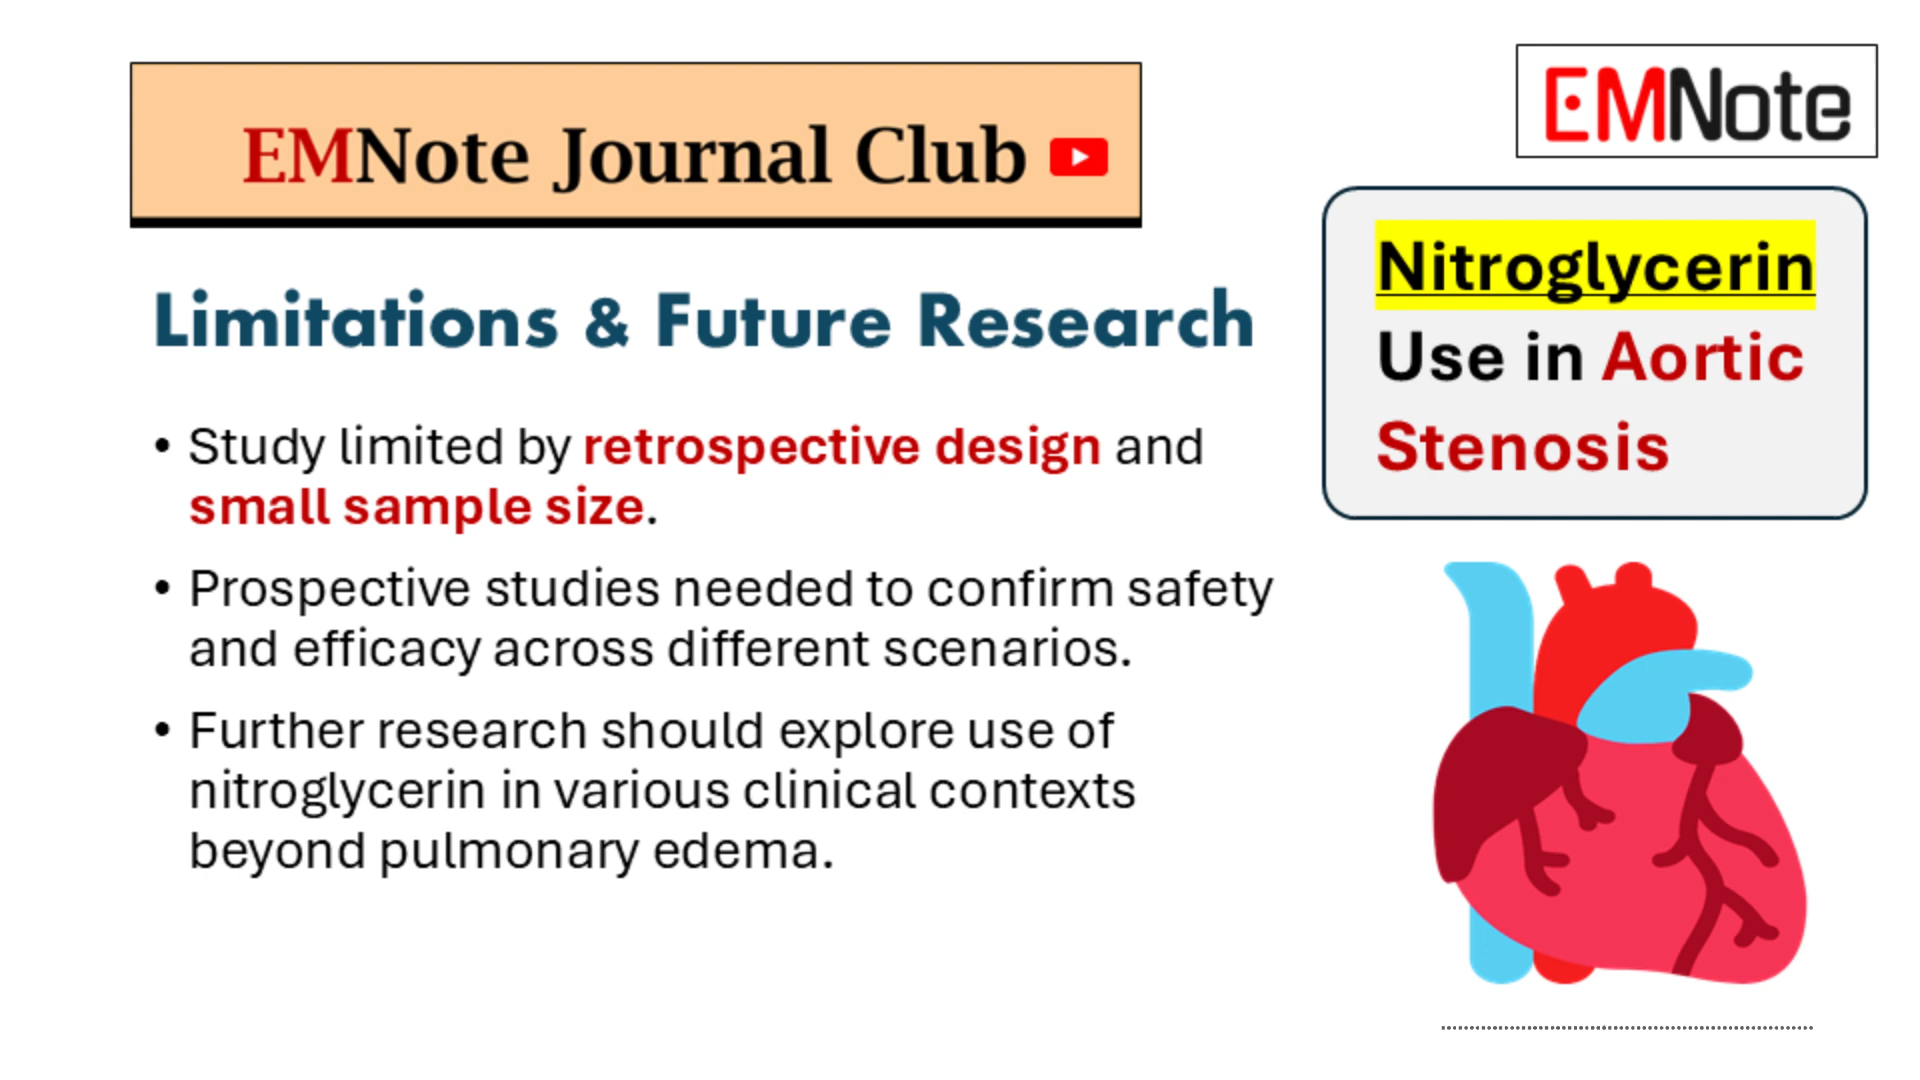 EMNote Journal Club
EMNote
Nitroglycerin
Use in Aortic
Stenosis
Limitations & Future Research
• Study limited by retrospective design and
small sample size.
• Prospective studies needed to confirm safety
and efficacy across different scenarios.
• Further research should explore use of
nitroglycerin in various clinical contexts
beyond pulmonary edema.